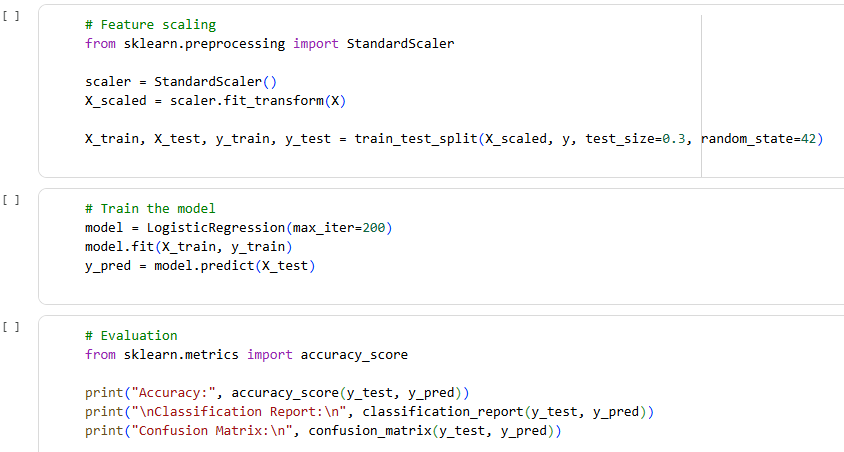 [ ]
# Feature scaling
from sklearn.preprocessing import StandardScaler
scaler = StandardScaler()
X_scaled = scaler.fit_transform(X)
X_train, X_test, y_train, y_test = train_test_split(X_scaled, y, test_size=0.3, random_state=42)
[ ]
# Train the model
model = LogisticRegression(max_iter=200)
model.fit(X_train, y_train)
y_pred = model.predict(X_test)
[ ]
# Evaluation
from sklearn.metrics import accuracy_score
print("Accuracy:", accuracy_score(y_test, y_pred))
print("\nClassification Report:\n", classification_report(y_test, y_pred))
print("Confusion Matrix:\n", confusion_matrix(y_test, y_pred))